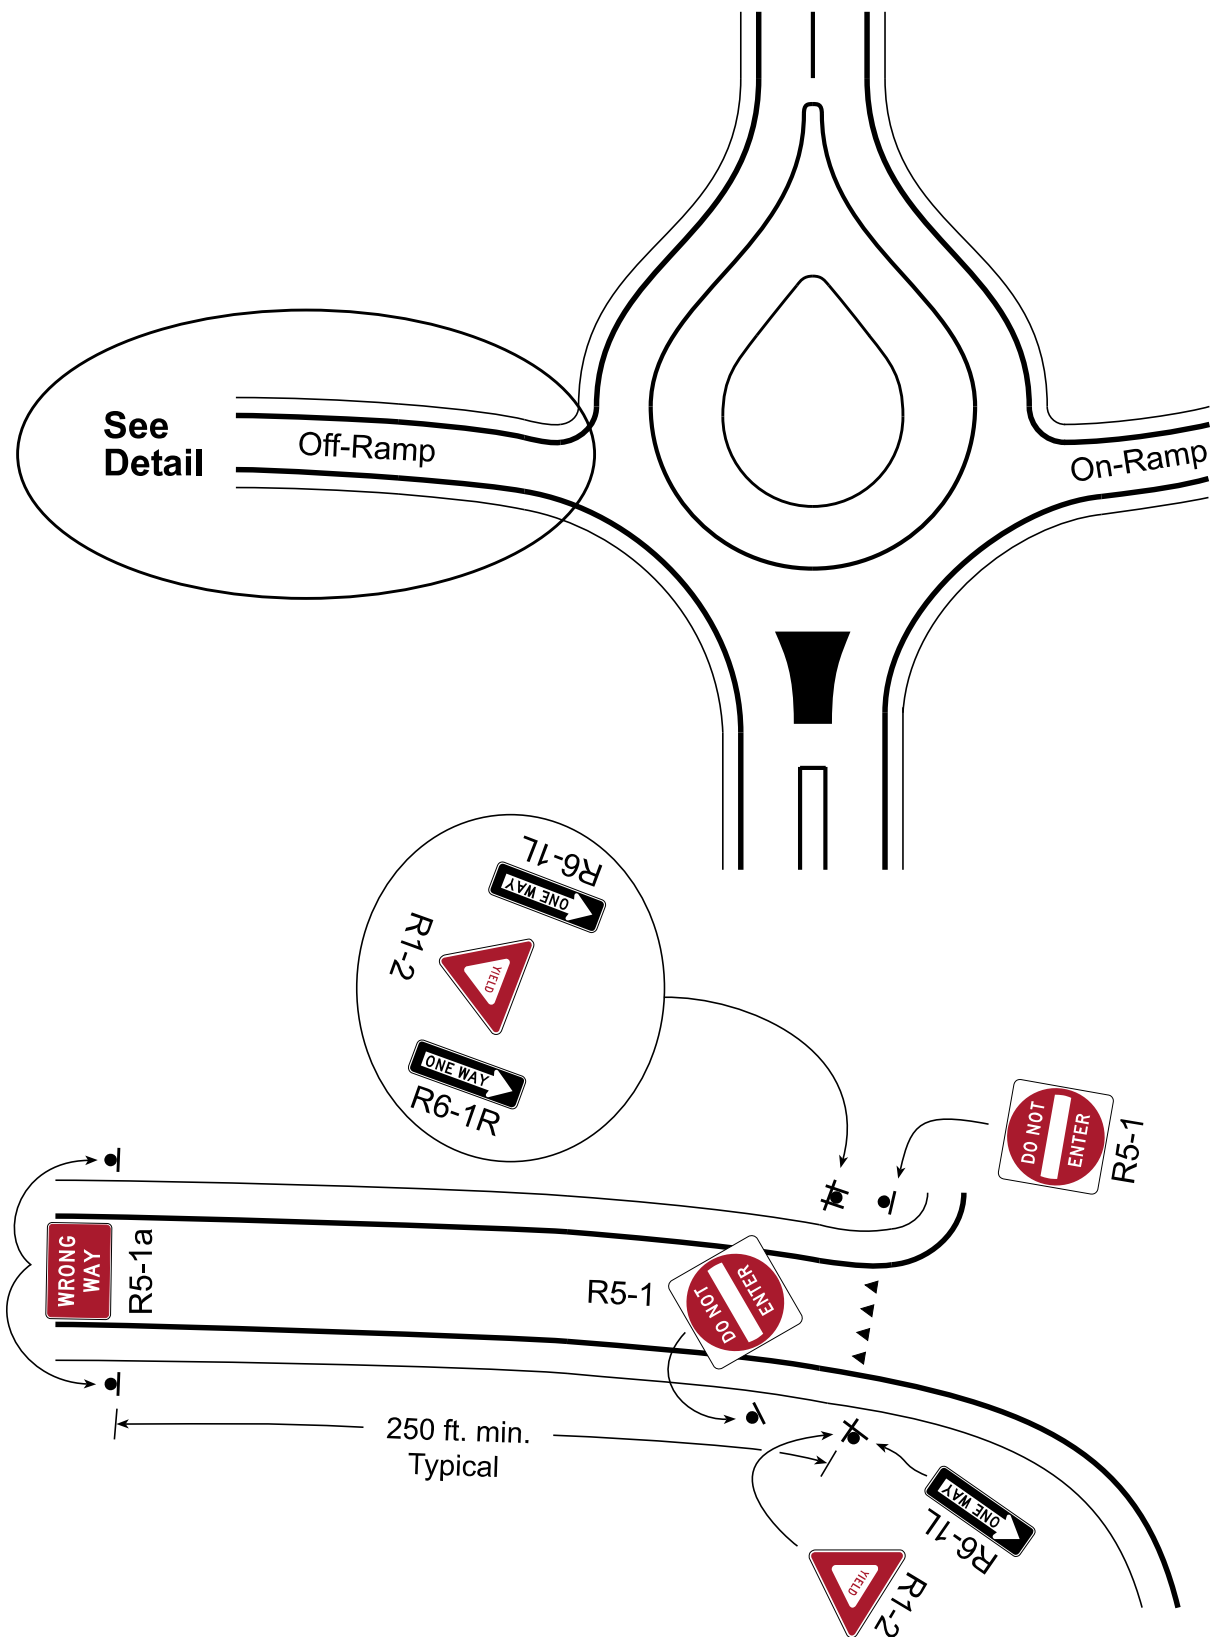 See
Detail
Off-Ramp
On-Ramp
R6-1L
ONE WAY
R1-2
YIELD
ONE WAY
R6-1R
DO NOT
ENTER
R5-1
WRONG
WAY
R5-1a
R5-1
DO NOT
ENTER
250 ft. min.
Typical
ONE WAY
R6-1L
YIELD
R1-2